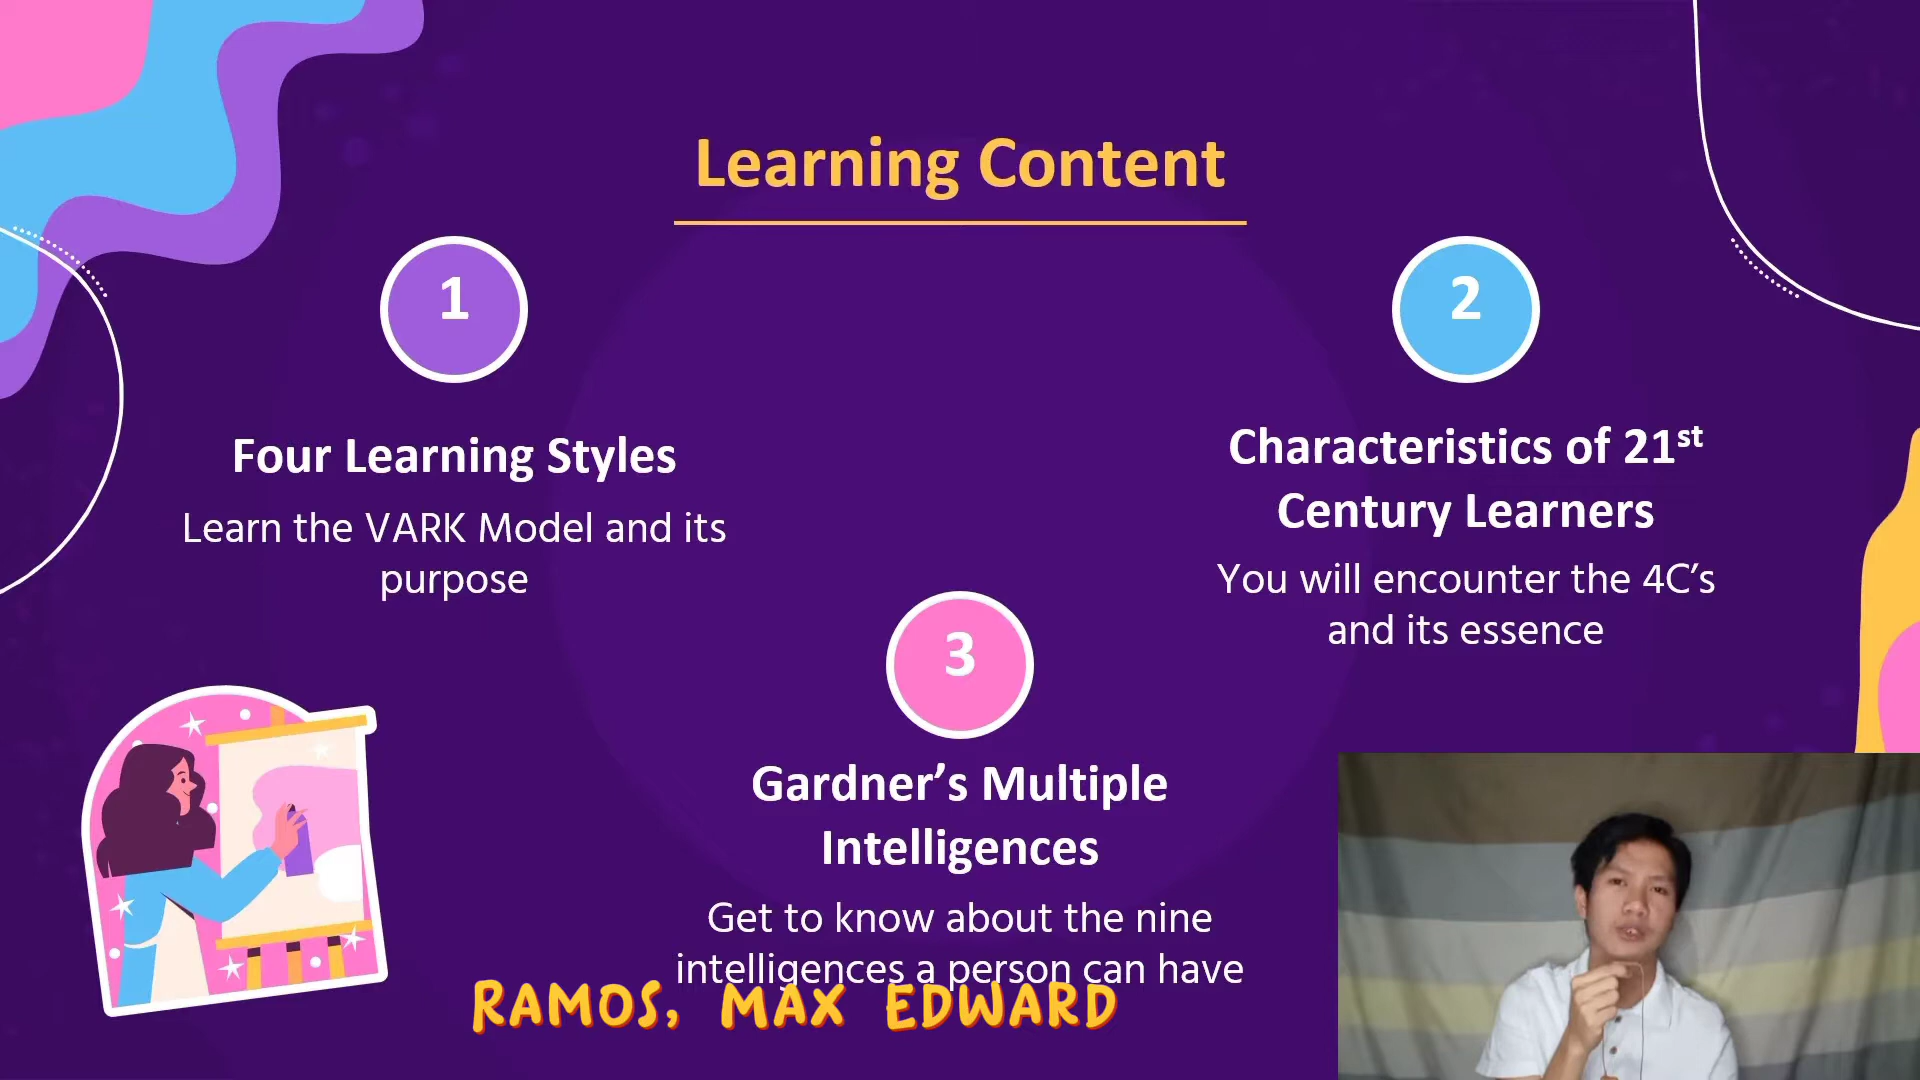 Learning Content
1
Four Learning Styles
Learn the VARK Model and its
purpose
2
Characteristics of 21st
Century Learners
You will encounter the 4C’s
and its essence
3
Gardner’s Multiple
Intelligences
Get to know about the nine
intelligences a person can have
RAMOS, MAX EDWARD